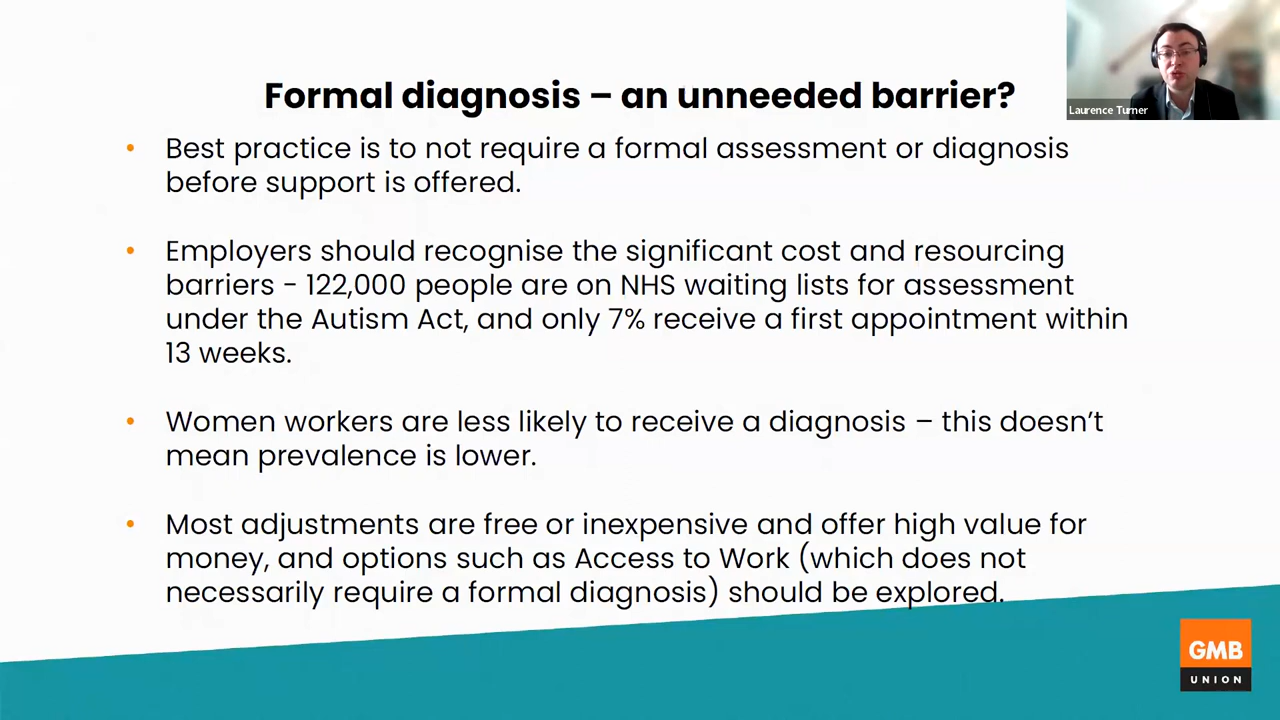 Formal diagnosis – an unneeded barrier?
Laurence Turner
• Best practice is to not require a formal assessment or diagnosis
before support is offered.
• Employers should recognise the significant cost and resourcing
barriers - 122,000 people are on NHS waiting lists for assessment
under the Autism Act, and only 7% receive a first appointment within
13 weeks.
• Women workers are less likely to receive a diagnosis – this doesn’t
mean prevalence is lower.
• Most adjustments are free or inexpensive and offer high value for
money, and options such as Access to Work (which does not
necessarily require a formal diagnosis) should be explored.
GMB
UNION